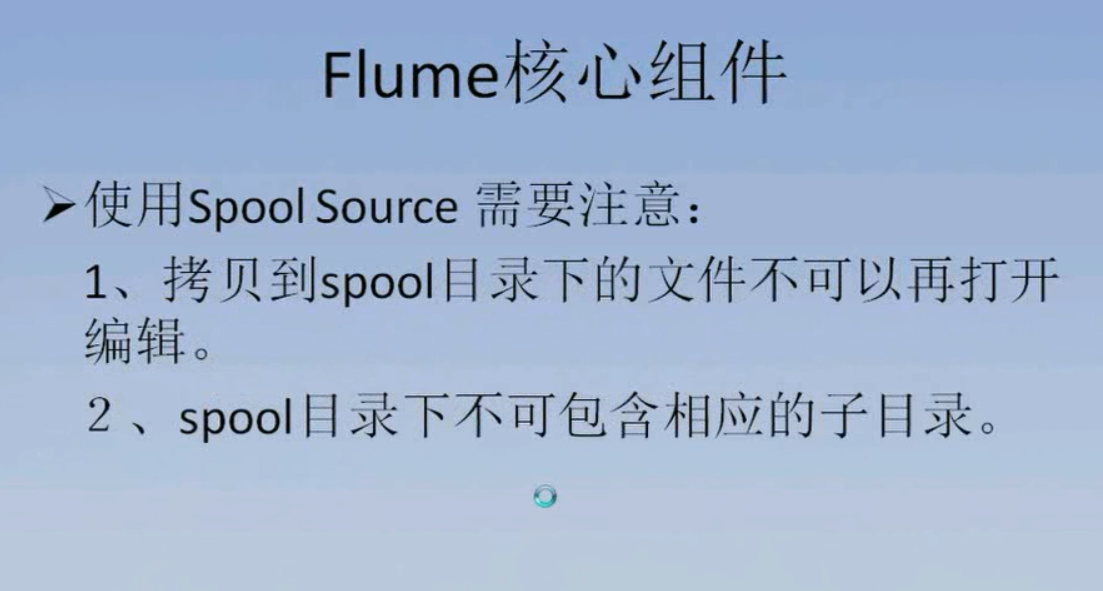 Flume核心组件
➢使用Spool Source 需要注意：
1、拷贝到spool目录下的文件不可以再打开
编辑。
２、spool目录下不可包含相应的子目录。